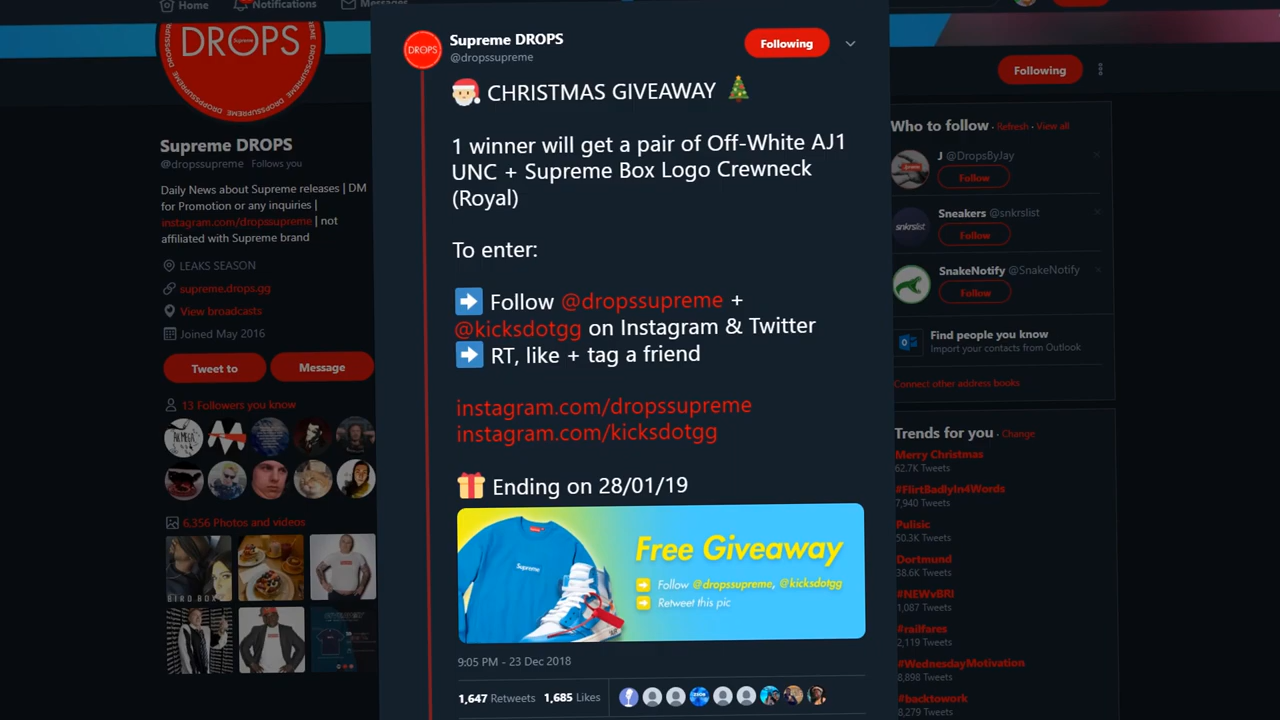 Home
Notifications
Messages
DROPS
Supreme
Supreme DROPS
@dropssupreme Follows you
Daily News about Supreme releases | DM
for Promotion or any inquiries |
instagram.com/dropssupreme | not
affiliated with Supreme brand
LEAKS SEASON
supreme.drops.gg
View broadcasts
Joined May 2016
Tweet to
Message
13 Followers you know
6,356 Photos and videos
BIRD BOX
DROPS
Supreme DROPS
@dropssupreme
Following
CHRISTMAS GIVEAWAY
1 winner will get a pair of Off-White AJ1
UNC + Supreme Box Logo Crewneck
(Royal)
To enter:
Follow @dropssupreme +
@kicksdotgg on Instagram & Twitter
RT, like + tag a friend
instagram.com/dropssupreme
instagram.com/kicksdotgg
Ending on 28/01/19
Supreme
Free Giveaway
Follow @dropssupreme, @kicksdotgg
Retweet this pic
9:05 PM - 23 Dec 2018
1,647 Retweets 1,685 Likes
Following
Who to follow · Refresh · View all
J @DropsByJay
Follow
snkrslist
Sneakers @snkrslist
Follow
SnakeNotify @SnakeNotify
Follow
Find people you know
Import your contacts from Outlook
Connect other address books
Trends for you · Change
Merry Christmas
62.7K Tweets
#FlirtBadlyIn4Words
7,940 Tweets
Pulisic
50.3K Tweets
Dortmund
38.6K Tweets
#NEWvBRI
1,087 Tweets
#railfares
2,119 Tweets
#WednesdayMotivation
8,898 Tweets
#backtowork
8,279 Tweets